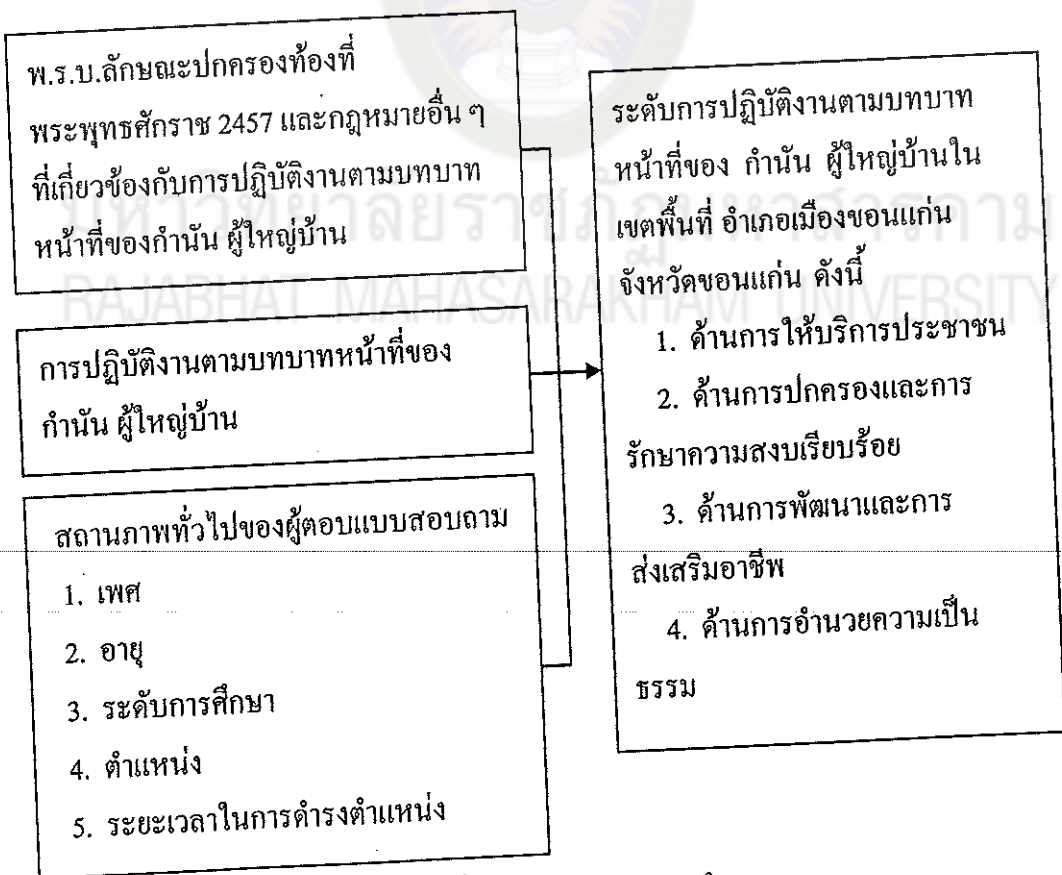 พ.ร.บ.ลักษณะปกครองท้องที่
พระพุทธศักราช 2457 และกฎหมายอื่น ๆ
ที่เกี่ยวข้องกับการปฏิบัติงานตามบทบาท
หน้าที่ของกำนัน ผู้ใหญ่บ้าน
การปฏิบัติงานตามบทบาทหน้าที่ของ
กำนัน ผู้ใหญ่บ้าน
สถานภาพทั่วไปของผู้ตอบแบบสอบถาม
1. เพศ
2. อายุ
3. ระดับการศึกษา
4. ตำแหน่ง
5. ระยะเวลาในการดำรงตำแหน่ง
ระดับการปฏิบัติงานตามบทบาท
หน้าที่ของ กำนัน ผู้ใหญ่บ้านใน
เขตพื้นที่ อำเภอเมืองขอนแก่น
จังหวัดขอนแก่น ดังนี้
1. ด้านการให้บริการประชาชน
2. ด้านการปกครองและการ
รักษาความสงบเรียบร้อย
3. ด้านการพัฒนาและการ
ส่งเสริมอาชีพ
4. ด้านการอำนวยความเป็น
ธรรม
มหาวิทยาลัยราชภัฏมหาสารคาม
RAJABHAT MAHASARAKHAM UNIVERSITY